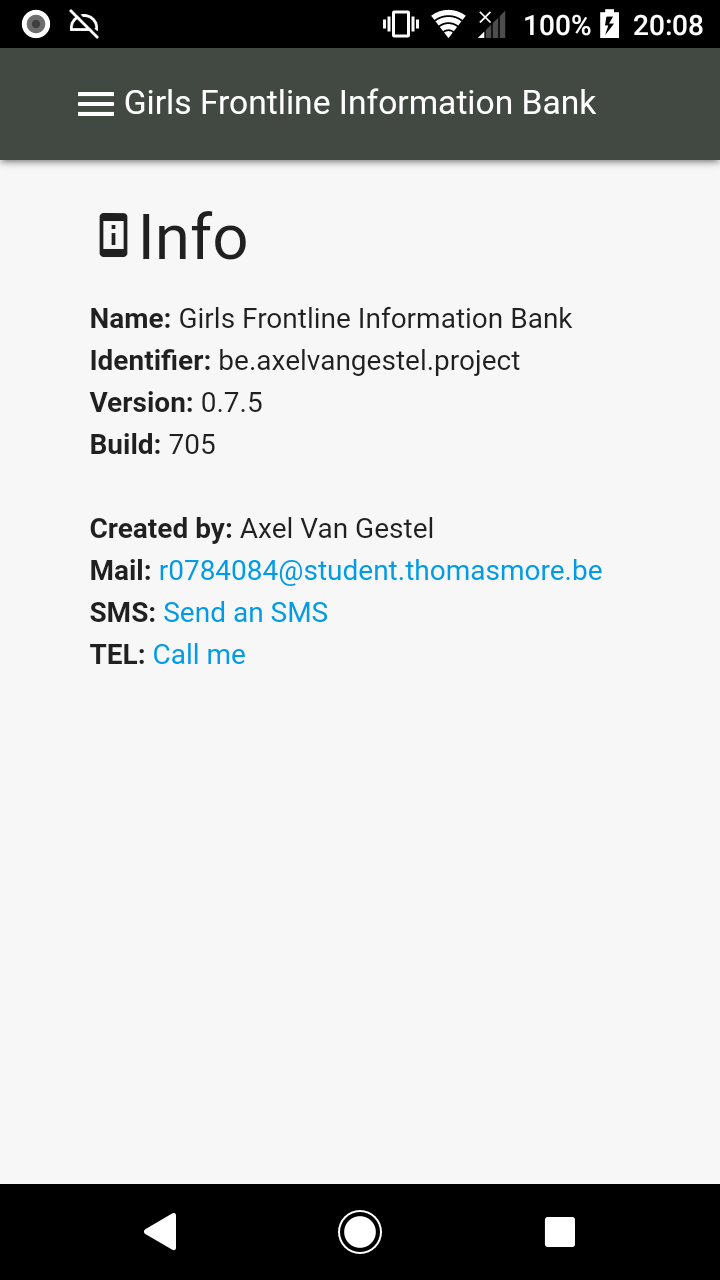 100% 20:08
Girls Frontline Information Bank
Info
Name: Girls Frontline Information Bank
Identifier: be.axelvangestel.project
Version: 0.7.5
Build: 705
Created by: Axel Van Gestel
Mail: r0784084@student.thomasmore.be
SMS: Send an SMS
TEL: Call me